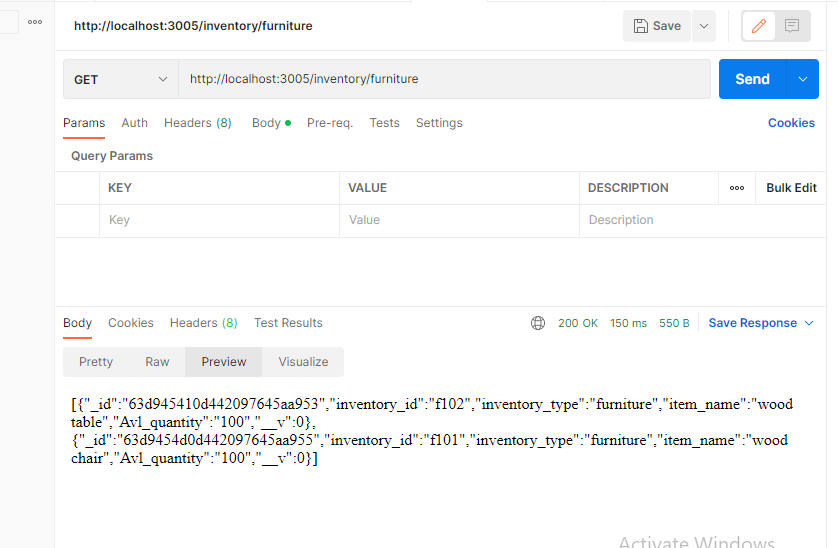 http://localhost:3005/inventory/furniture
Save
GET
http://localhost:3005/inventory/furniture
Send
Params Auth Headers (8) Body Pre-req. Tests Settings Cookies
Query Params
KEY VALUE DESCRIPTION Bulk Edit
Key Value Description
Body Cookies Headers (8) Test Results 200 OK 150 ms 550 B Save Response
Pretty Raw Preview Visualize
[{"_id":"63d945410d442097645aa953","inventory_id":"f102","inventory_type":"furniture","item_name":"wood
table","Avl_quantity":"100","__v":0},
{"_id":"63d9454d0d442097645aa955","inventory_id":"f101","inventory_type":"furniture","item_name":"wood
chair","Avl_quantity":"100","__v":0}]
Activate Windows